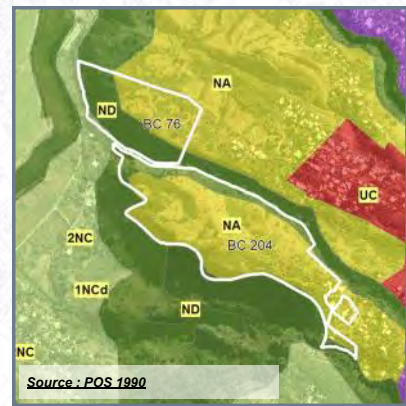 NA
ND
BC 76
UC
NA
2NC
BC 204
1NCd
ND
NC
Source : POS 1990